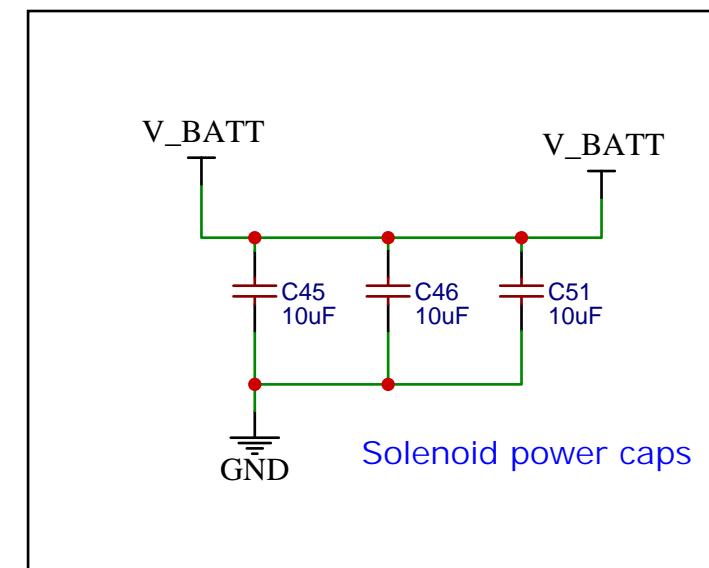 V_BATT
V_BATT
C45
10uF
C46
10uF
C51
10uF
GND
Solenoid power caps